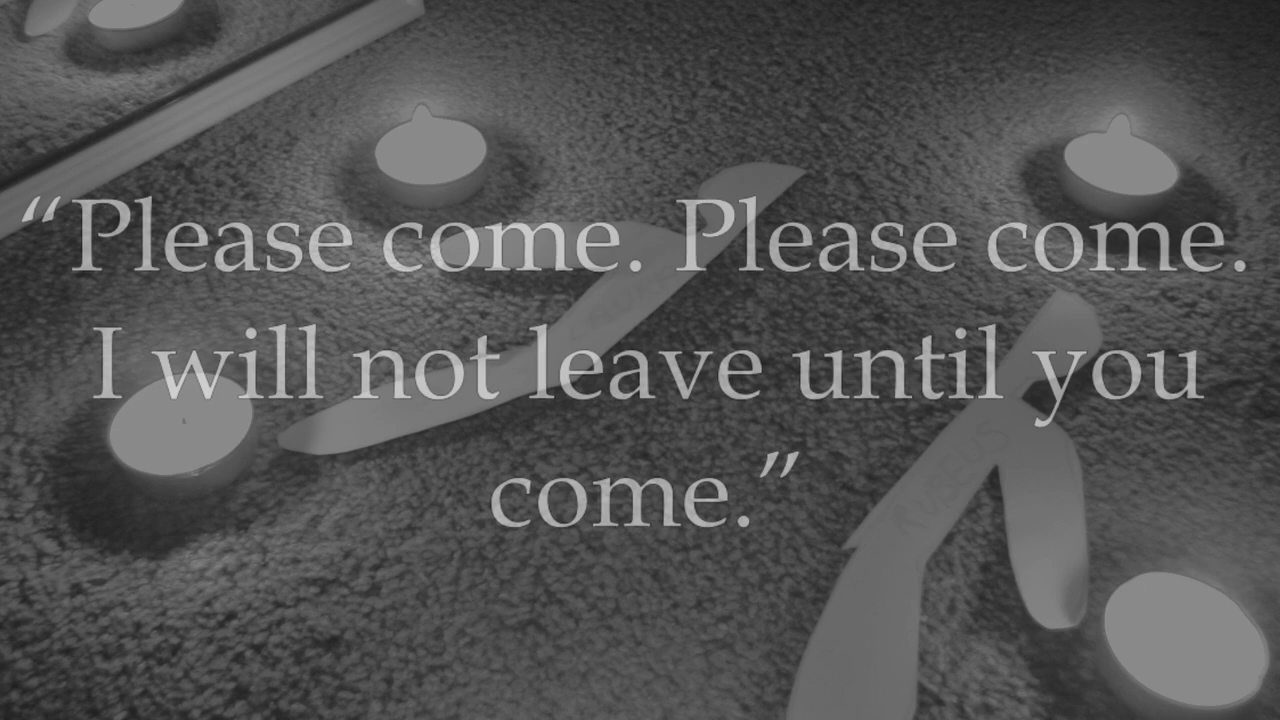 “Please come. Please come.
I will not leave until you
come.”